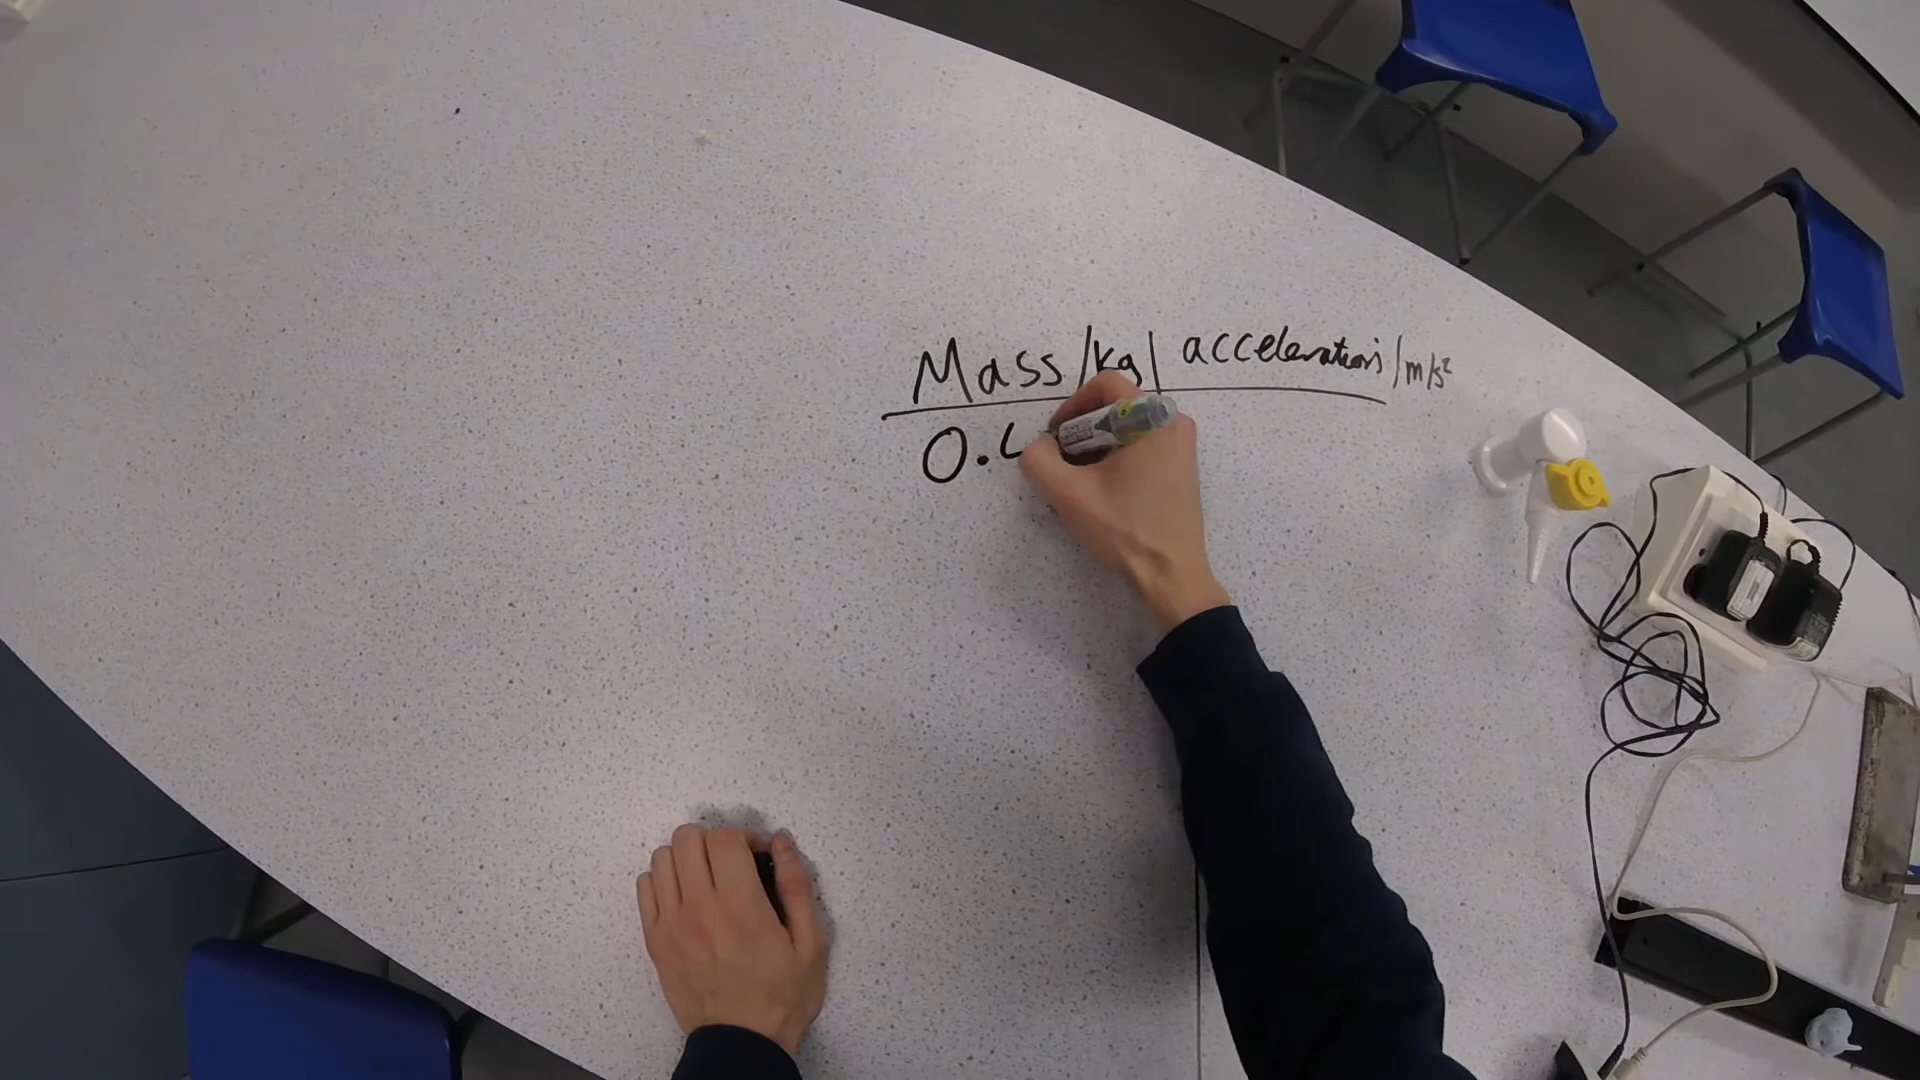 Mass/kg | acceleration / m/s²
0.